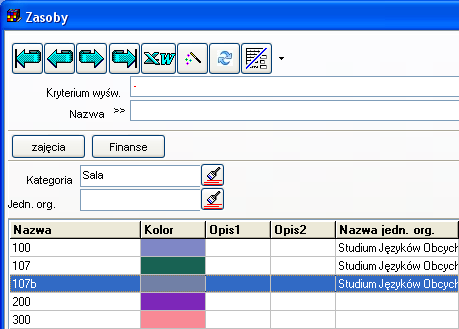 Zasoby
XW
Kryterium wyśw. .
Nazwa >>
zajęcia Finanse
Kategoria Sala
Jedn. org.
Nazwa Kolor Opis1 Opis2 Nazwa jedn. org.
100 Studium Języków Obcych
107 Studium Języków Obcych
107b Studium Języków Obcych
200
300